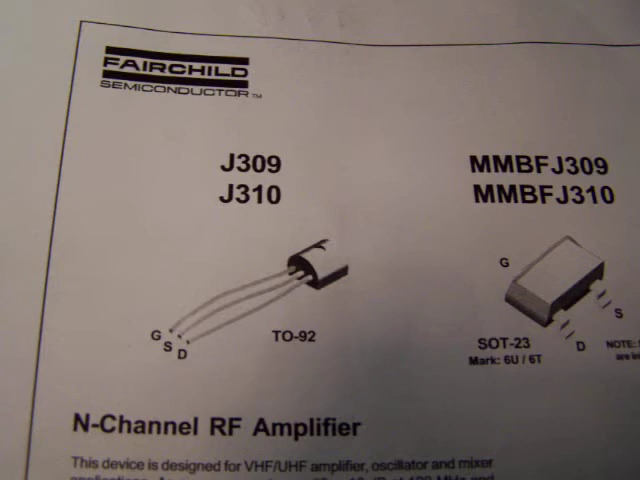 FAIRCHILD
SEMICONDUCTOR™
J309
J310
MMBFJ309
MMBFJ310
G
S
D
TO-92
G
S
D
SOT-23
Mark: 6U / 6T
NOTE:
N-Channel RF Amplifier
This device is designed for VHF/UHF amplifier, oscillator and mixer